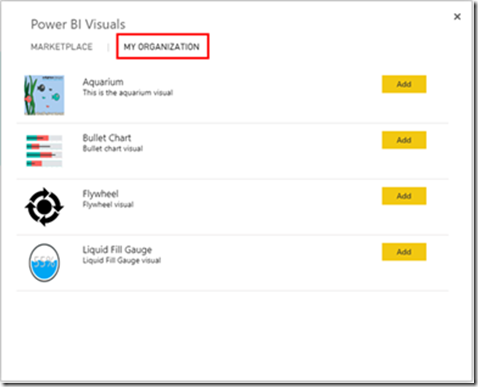 Power BI Visuals
MARKETPLACE | MY ORGANIZATION
Aquarium
This is the aquarium visual
Add
Bullet Chart
Bullet chart visual
Add
Flywheel
Flywheel visual
Add
55%
Liquid Fill Gauge
Liquid Fill Gauge visual
Add